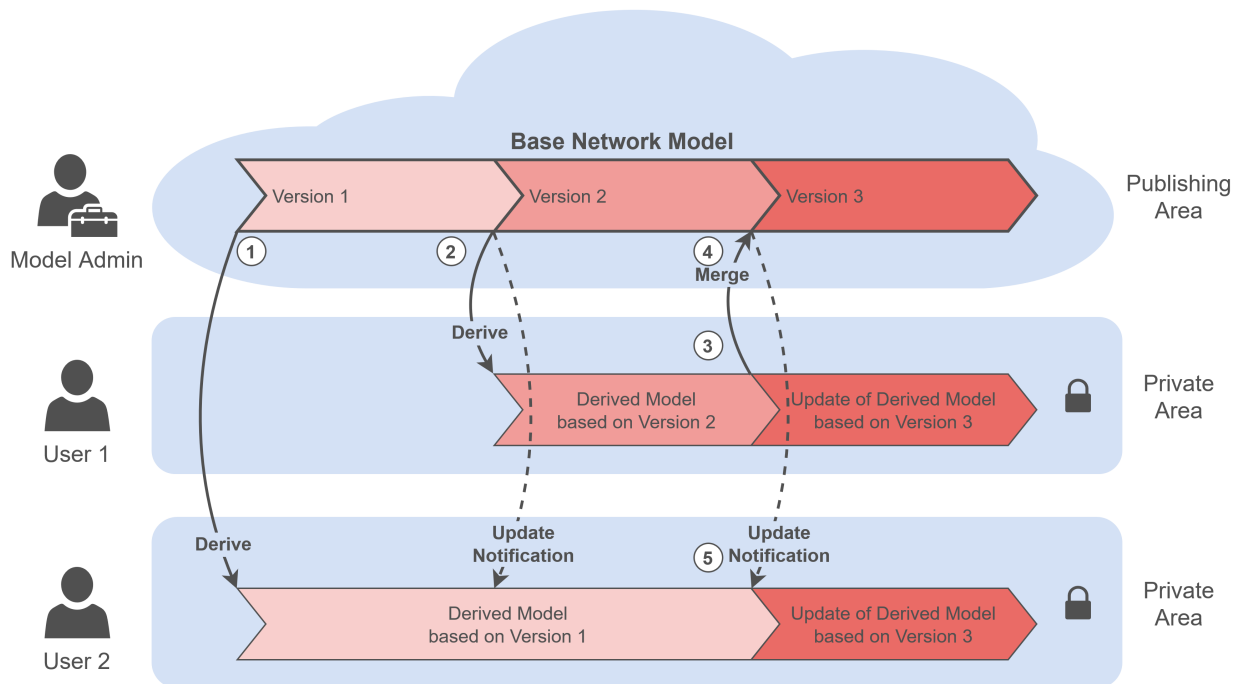 Base Network Model
Version 1
Version 2
Version 3
Publishing
Area
Model Admin
1
2
4
Merge
Derive
3
Derived Model
based on Version 2
Update of Derived Model
based on Version 3
Private
Area
User 1
Derive
Update
Notification
5
Update
Notification
Derived Model
based on Version 1
Update of Derived Model
based on Version 3
Private
Area
User 2